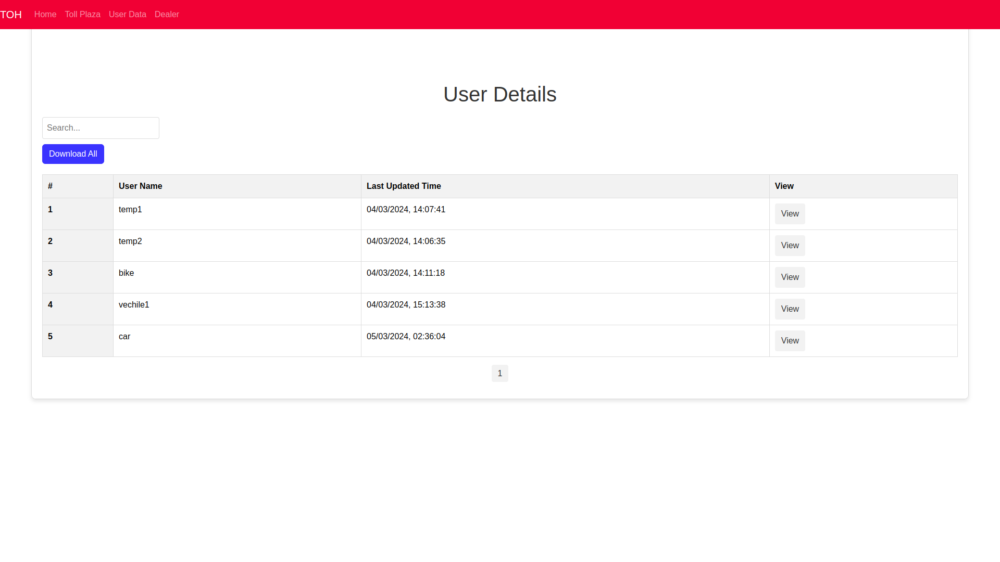 TOH Home Toll Plaza User Data Dealer
User Details
Search...
Download All
# User Name Last Updated Time View
1 temp1 04/03/2024, 14:07:41 View
2 temp2 04/03/2024, 14:06:35 View
3 bike 04/03/2024, 14:11:18 View
4 vechile1 04/03/2024, 15:13:38 View
5 car 05/03/2024, 02:36:04 View
1